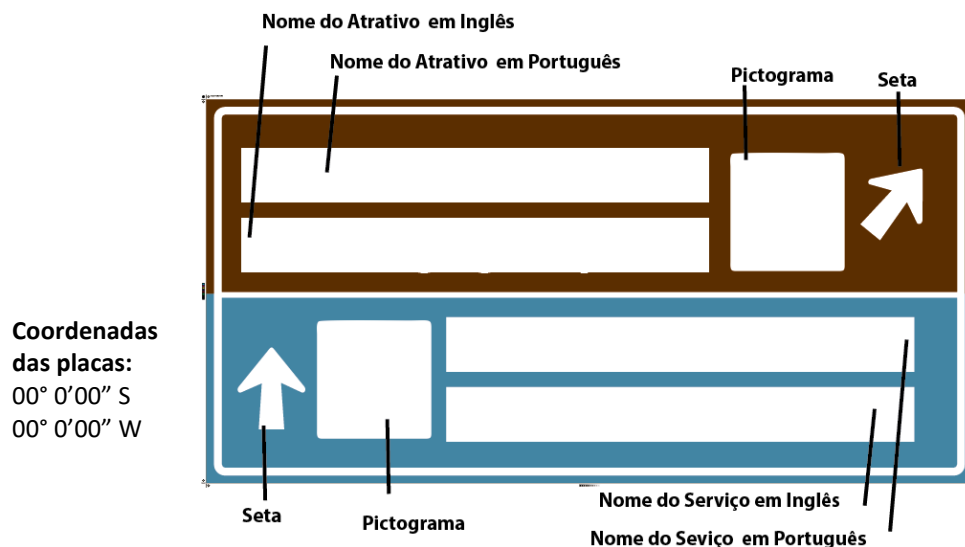 Nome do Atrativo em Inglês
Nome do Atrativo em Português
Pictograma
Seta
Coordenadas
das placas:
00° 0’00” S
00° 0’00” W
Seta
Pictograma
Nome do Serviço em Inglês
Nome do Seviço em Português